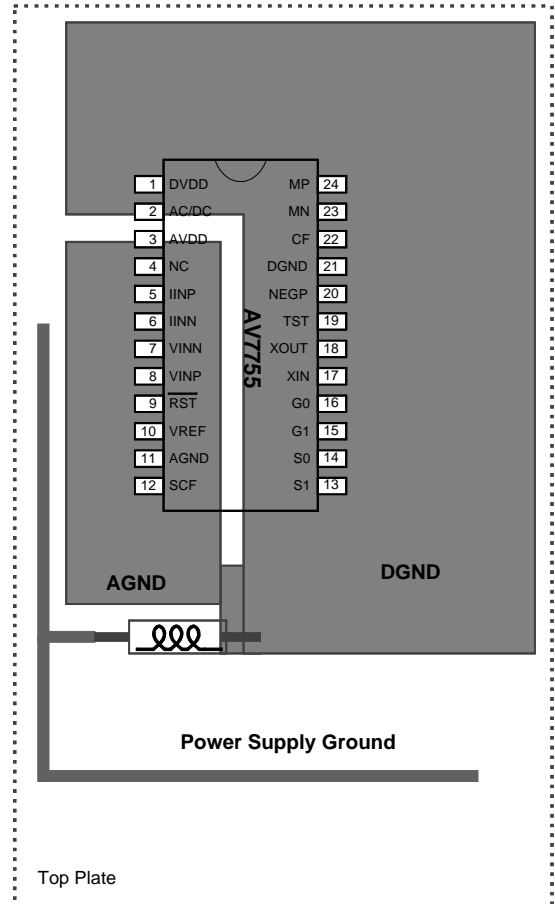 1 DVDD MP 24
2 AC/DC MN 23
3 AVDD CF 22
4 NC DGND 21
5 IINP NEGP 20
6 IINN TST 19
7 VINN XOUT 18
8 VINP XIN 17
9 RST G0 16
10 VREF G1 15
11 AGND S0 14
12 SCF S1 13
AV7755
AGND
DGND
Power Supply Ground
Top Plate